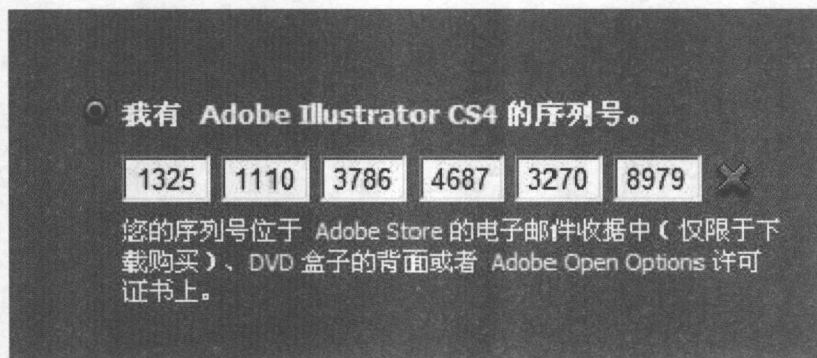 我有 Adobe Illustrator CS4 的序列号。
1325 1110 3786 4687 3270 8979
您的序列号位于 Adobe Store 的电子邮件收据中（仅限于下
载购买）、DVD 盒子的背面或者 Adobe Open Options 许可
证书上。